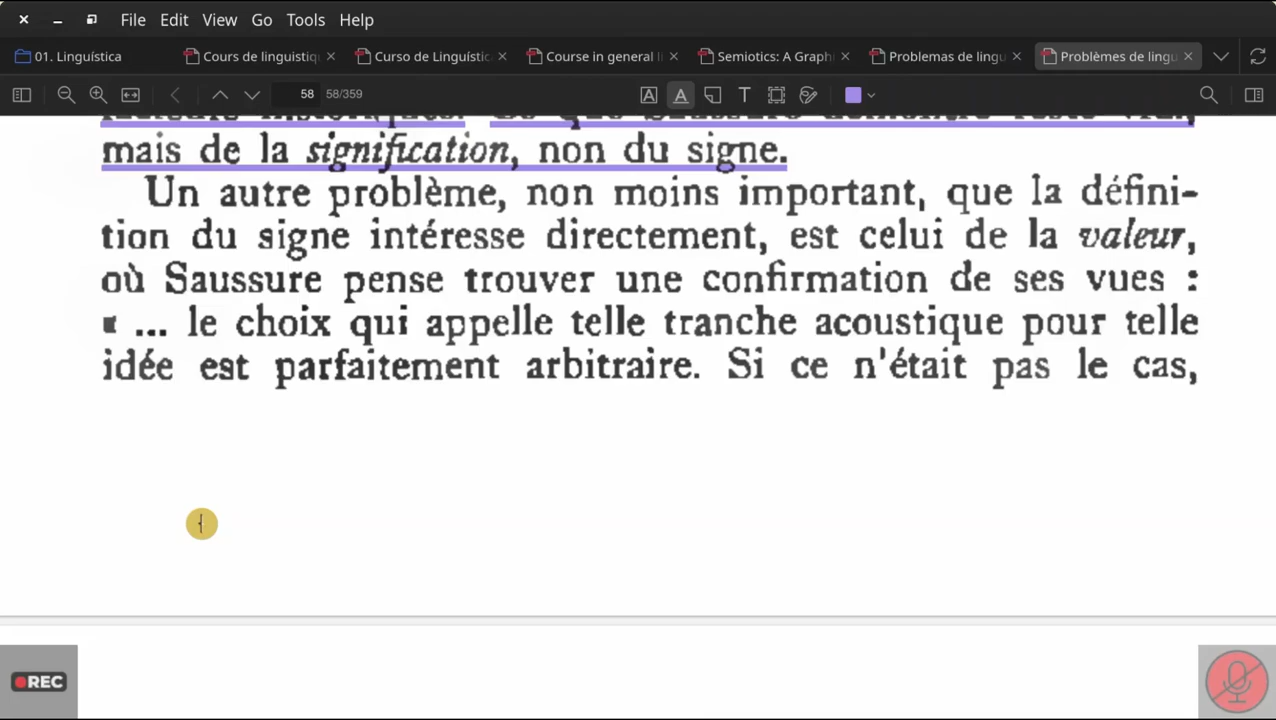 File Edit View Go Tools Help
01. Linguística
Cours de linguistiq
Curso de Linguístic
Course in general li
Semiotics: A Graph
Problemas de lingu
Problèmes de lingu
58 58/359
mais de la signification, non du signe.
Un autre problème, non moins important, que la défini-
tion du signe intéresse directement, est celui de la valeur,
où Saussure pense trouver une confirmation de ses vues :
« ... le choix qui appelle telle tranche acoustique pour telle
idée est parfaitement arbitraire. Si ce n'était pas le cas,
REC